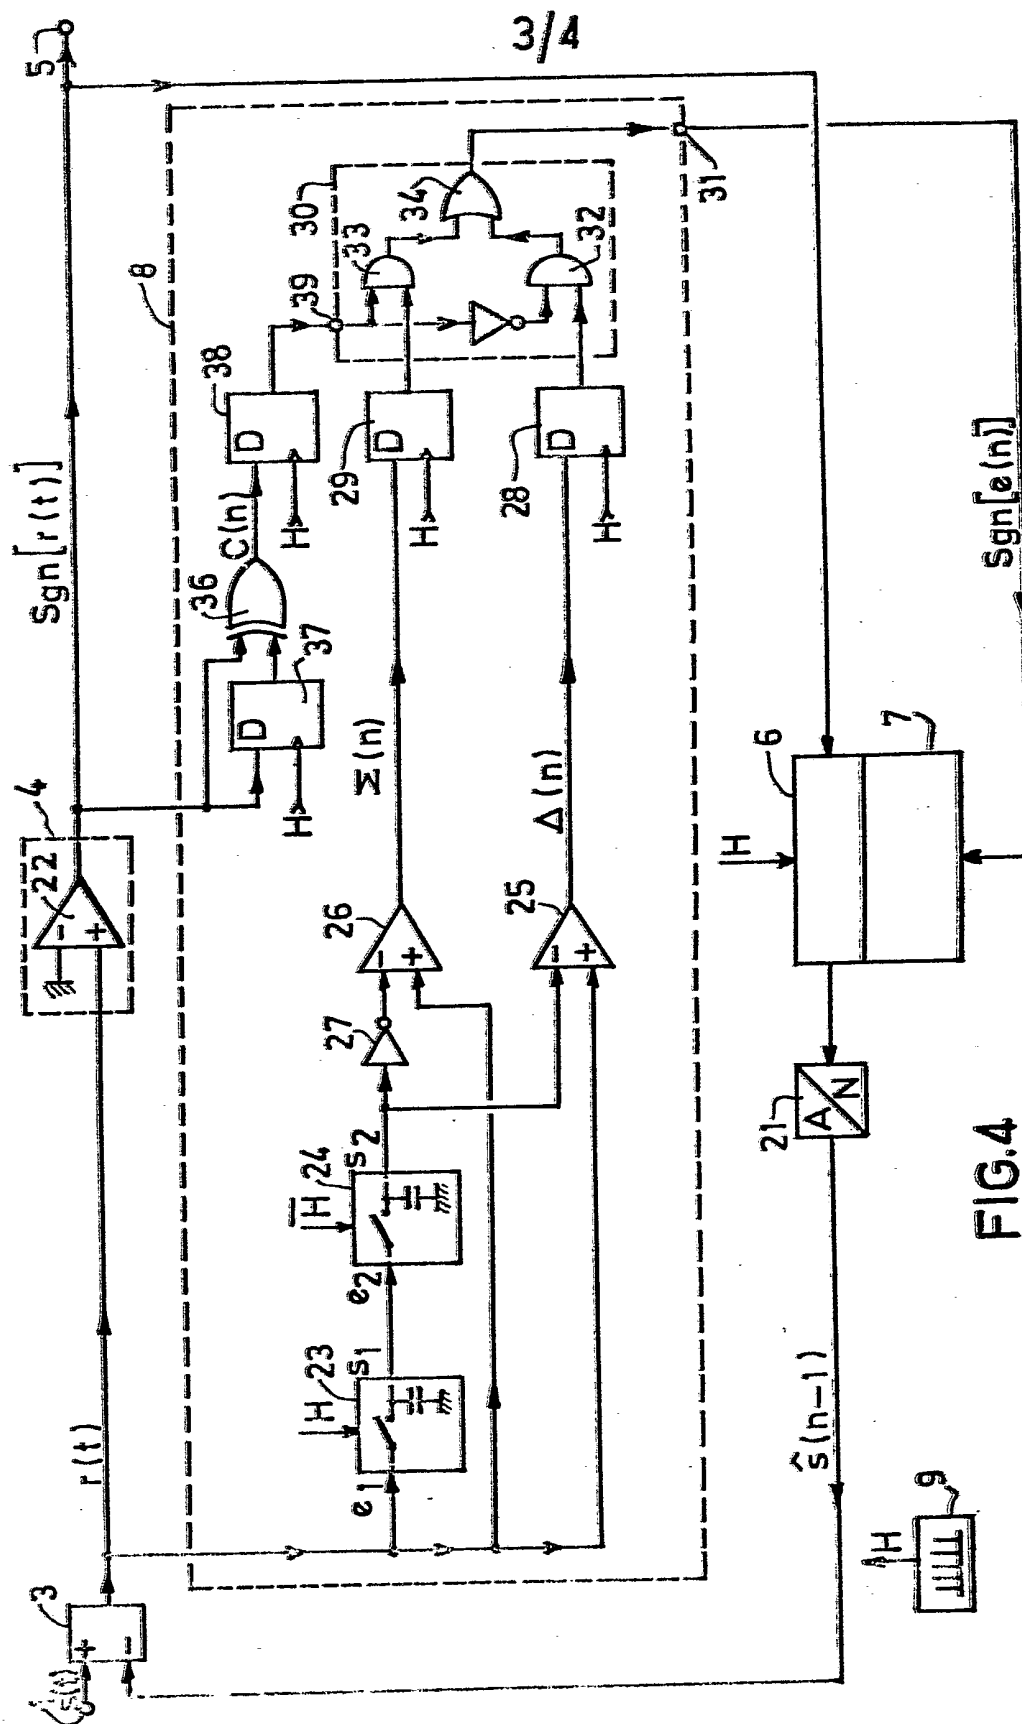 3/4
5
Sgn[r(t)]
8
4
22
-
+
30
33
34
32
31
39
38
D
H
C(n)
36
37
D
H
29
D
H
28
D
H
Σ(n)
Δ(n)
Sgn[e(n)]
26
-
+
25
-
+
27
6
7
H
21
A
N
s2
24
H̅
e2
s1
23
H
e1
r(t)
ŝ(n-1)
3
+
-
s(t)
9
H
FIG.4